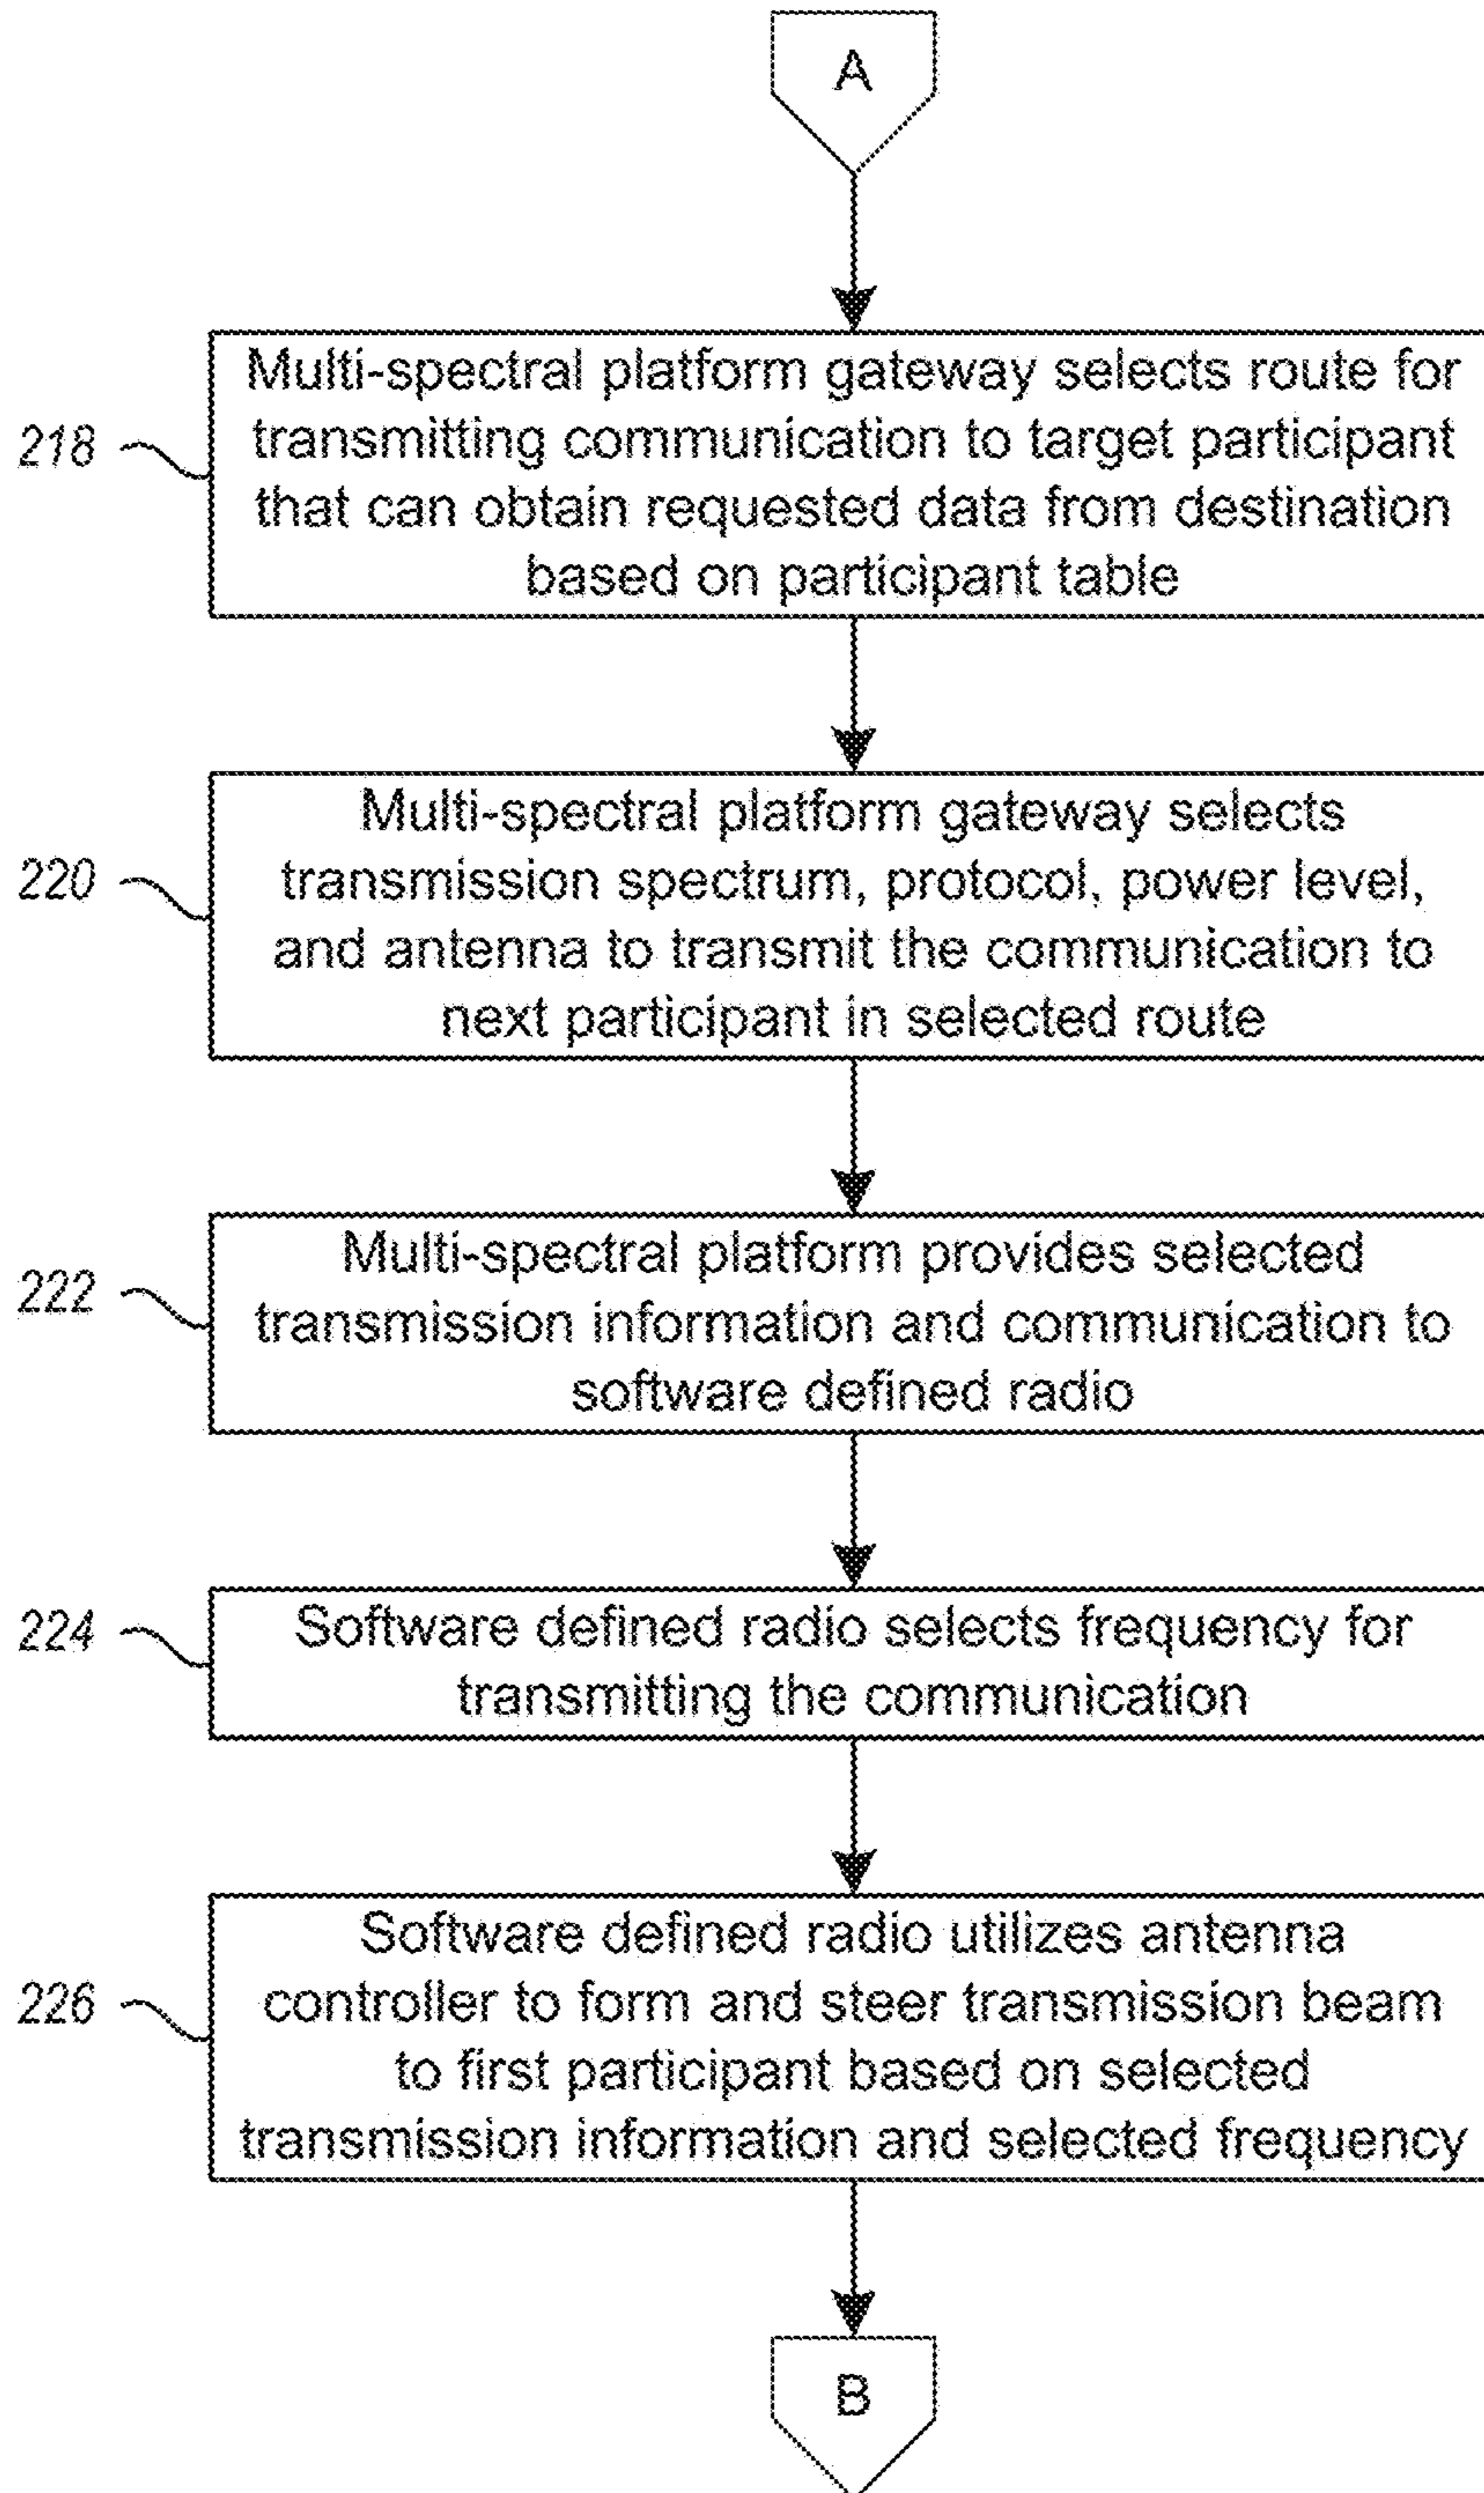 A
218
Multi-spectral platform gateway selects route for
transmitting communication to target participant
that can obtain requested data from destination
based on participant table
220
Multi-spectral platform gateway selects
transmission spectrum, protocol, power level,
and antenna to transmit the communication to
next participant in selected route
222
Multi-spectral platform provides selected
transmission information and communication to
software defined radio
224
Software defined radio selects frequency for
transmitting the communication
226
Software defined radio utilizes antenna
controller to form and steer transmission beam
to first participant based on selected
transmission information and selected frequency
B